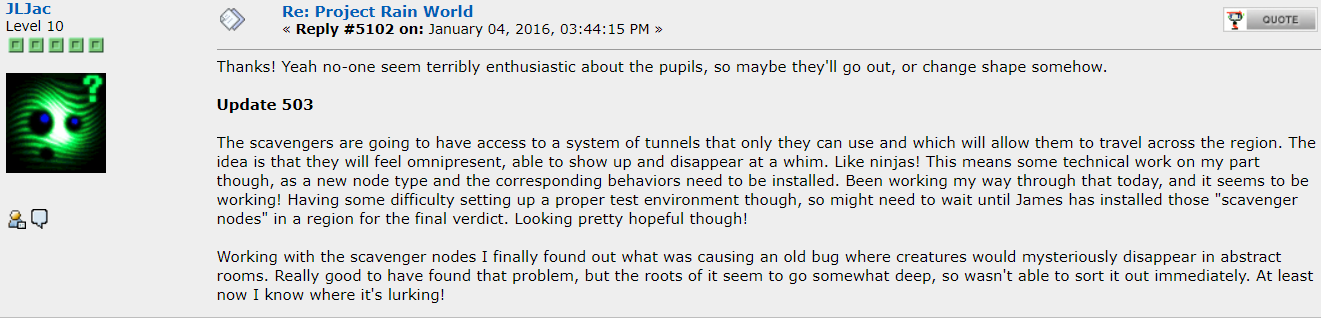 JLJac
Level 10
Re: Project Rain World
« Reply #5102 on: January 04, 2016, 03:44:15 PM »
QUOTE
Thanks! Yeah no-one seem terribly enthusiastic about the pupils, so maybe they'll go out, or change shape somehow.
Update 503
The scavengers are going to have access to a system of tunnels that only they can use and which will allow them to travel across the region. The
idea is that they will feel omnipresent, able to show up and disappear at a whim. Like ninjas! This means some technical work on my part
though, as a new node type and the corresponding behaviors need to be installed. Been working my way through that today, and it seems to be
working! Having some difficulty setting up a proper test environment though, so might need to wait until James has installed those "scavenger
nodes" in a region for the final verdict. Looking pretty hopeful though!
Working with the scavenger nodes I finally found out what was causing an old bug where creatures would mysteriously disappear in abstract
rooms. Really good to have found that problem, but the roots of it seem to go somewhat deep, so wasn't able to sort it out immediately. At least
now I know where it's lurking!